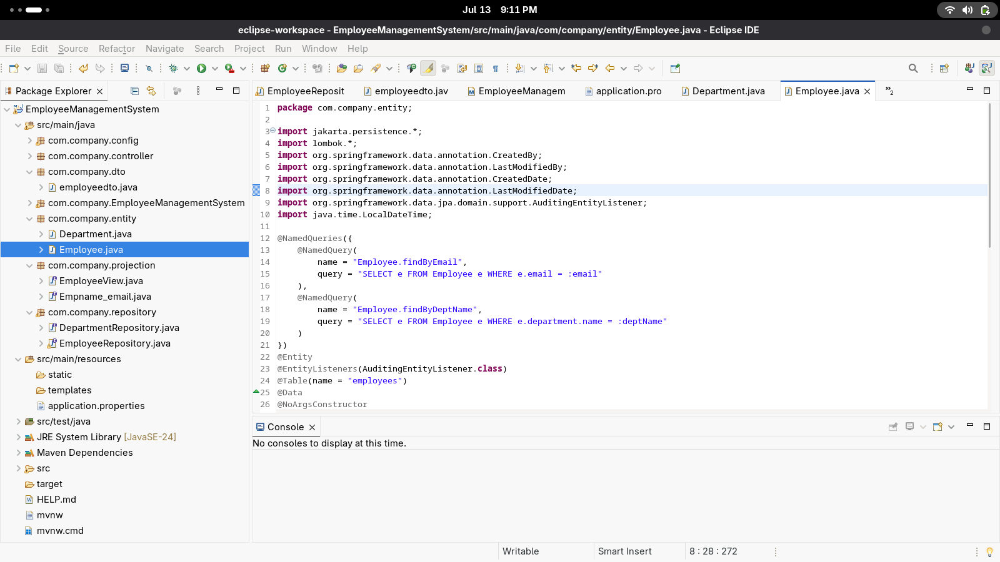 Jul 13 9:11 PM
eclipse-workspace - EmployeeManagementSystem/src/main/java/com/company/entity/Employee.java - Eclipse IDE
File Edit Source Refactor Navigate Search Project Run Window Help
Package Explorer
EmployeeManagementSystem
src/main/java
com.company.config
com.company.controller
com.company.dto
employeedto.java
com.company.EmployeeManagementSystem
com.company.entity
Department.java
Employee.java
com.company.projection
EmployeeView.java
Empname_email.java
com.company.repository
DepartmentRepository.java
EmployeeRepository.java
src/main/resources
static
templates
application.properties
src/test/java
JRE System Library [JavaSE-24]
Maven Dependencies
src
target
HELP.md
mvnw
mvnw.cmd
EmployeeReposit employeedto.jav EmployeeManagem application.pro Department.java Employee.java »2
1 package com.company.entity;
2
3 import jakarta.persistence.*;
4 import lombok.*;
5 import org.springframework.data.annotation.CreatedBy;
6 import org.springframework.data.annotation.LastModifiedBy;
7 import org.springframework.data.annotation.CreatedDate;
8 import org.springframework.data.annotation.LastModifiedDate;
9 import org.springframework.data.jpa.domain.support.AuditingEntityListener;
10 import java.time.LocalDateTime;
11
12 @NamedQueries({
13 @NamedQuery(
14 name = "Employee.findByEmail",
15 query = "SELECT e FROM Employee e WHERE e.email = :email"
16 ),
17 @NamedQuery(
18 name = "Employee.findByDeptName",
19 query = "SELECT e FROM Employee e WHERE e.department.name = :deptName"
20 )
21 })
22 @Entity
23 @EntityListeners(AuditingEntityListener.class)
24 @Table(name = "employees")
25 @Data
26 @NoArgsConstructor
Console
No consoles to display at this time.
Writable Smart Insert 8 : 28 : 272